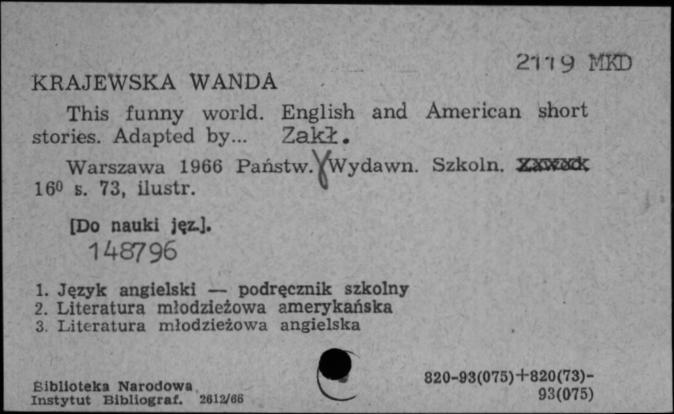 2119 MKD
KRAJEWSKA WANDA
This funny world. English and American short
stories. Adapted by... Zakł.
Warszawa 1966 Państw. Wydawn. Szkoln.
16⁰ s. 73, ilustr.
[Do nauki jęz.].
148796
1. Język angielski — podręcznik szkolny
2. Literatura młodzieżowa amerykańska
3. Literatura młodzieżowa angielska
820-93(075)+820(73)-
93(075)
Biblioteka Narodowa
Instytut Bibliograf. 2612/66